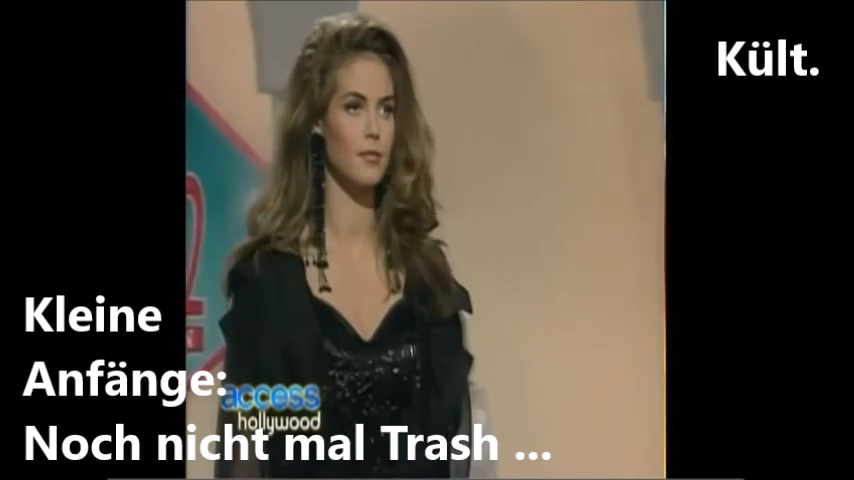 Kült.
Kleine
Anfänge:
access
hollywood
Noch nicht mal Trash ...